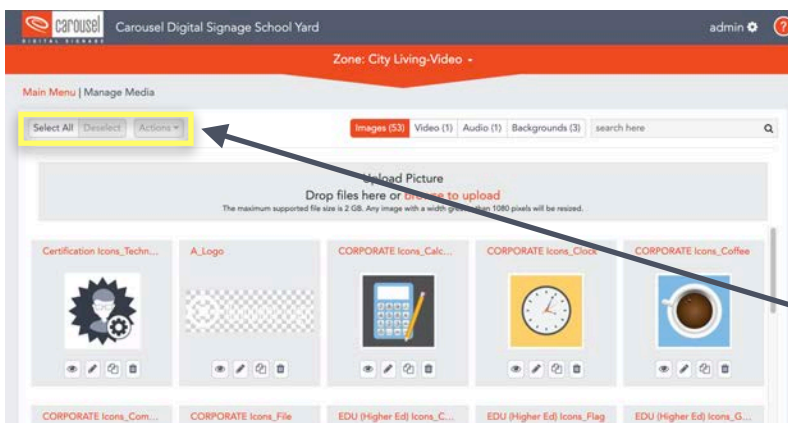 carousel
DIGITAL SIGNAGE
Carousel Digital Signage School Yard
admin
?
Zone: City Living-Video
Main Menu | Manage Media
Select All Deselect Actions
Images (53) Video (1) Audio (1) Backgrounds (3) search here
Upload Picture
Drop files here or browse to upload
The maximum supported file size is 2 GB. Any image with a width greater than 1080 pixels will be resized.
Certification Icons_Techn... A_Logo CORPORATE Icons_Calc... CORPORATE Icons_Clock CORPORATE Icons_Coffee
CORPORATE Icons_Com... CORPORATE Icons_File EDU (Higher Ed) Icons_C... EDU (Higher Ed) Icons_Flag EDU (Higher Ed) Icons_G...